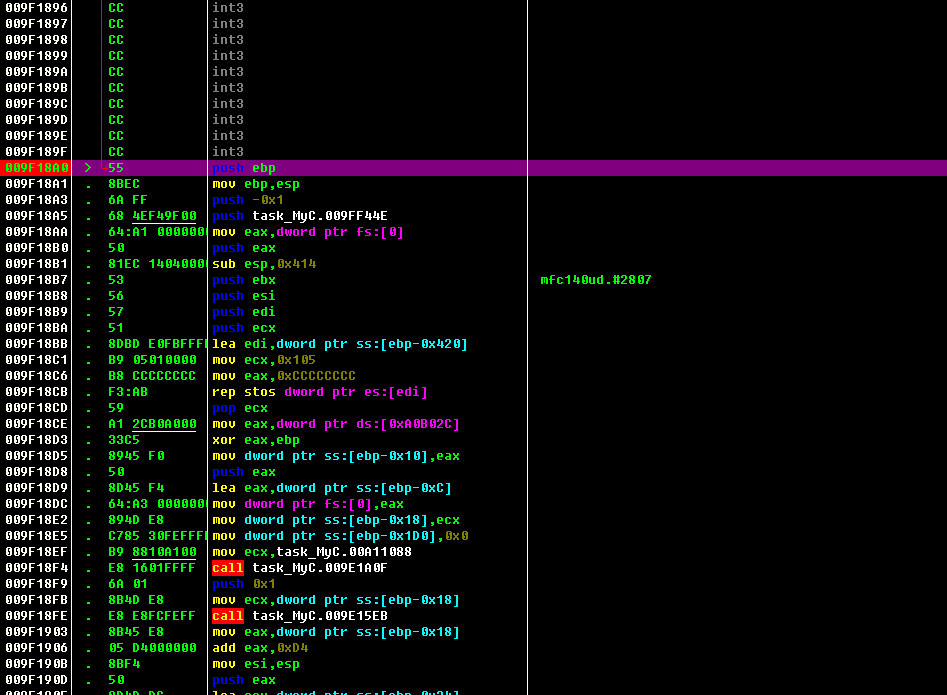 009F1896 CC int3
009F1897 CC int3
009F1898 CC int3
009F1899 CC int3
009F189A CC int3
009F189B CC int3
009F189C CC int3
009F189D CC int3
009F189E CC int3
009F189F CC int3
009F18A0 > 55 push ebp
009F18A1 . 8BEC mov ebp,esp
009F18A3 . 6A FF push -0x1
009F18A5 . 68 4EF49F00 push task_MyC.009FF44E
009F18AA . 64:A1 0000000 mov eax,dword ptr fs:[0]
009F18B0 . 50 push eax
009F18B1 . 81EC 1404000 sub esp,0x414
009F18B7 . 53 push ebx mfc140ud.#2807
009F18B8 . 56 push esi
009F18B9 . 57 push edi
009F18BA . 51 push ecx
009F18BB . 8DBD E0FBFFF lea edi,dword ptr ss:[ebp-0x420]
009F18C1 . B9 05010000 mov ecx,0x105
009F18C6 . B8 CCCCCCCC mov eax,0xCCCCCCCC
009F18CB . F3:AB rep stos dword ptr es:[edi]
009F18CD . 59 pop ecx
009F18CE . A1 2CB0A000 mov eax,dword ptr ds:[0xA0B02C]
009F18D3 . 33C5 xor eax,ebp
009F18D5 . 8945 F0 mov dword ptr ss:[ebp-0x10],eax
009F18D8 . 50 push eax
009F18D9 . 8D45 F4 lea eax,dword ptr ss:[ebp-0xC]
009F18DC . 64:A3 0000000 mov dword ptr fs:[0],eax
009F18E2 . 894D E8 mov dword ptr ss:[ebp-0x18],ecx
009F18E5 . C785 30FEFFF mov dword ptr ss:[ebp-0x1D0],0x0
009F18EF . B9 8810A100 mov ecx,task_MyC.00A11088
009F18F4 . E8 1601FFFF call task_MyC.009E1A0F
009F18F9 . 6A 01 push 0x1
009F18FB . 8B4D E8 mov ecx,dword ptr ss:[ebp-0x18]
009F18FE . E8 E8FCFEFF call task_MyC.009E15EB
009F1903 . 8B45 E8 mov eax,dword ptr ss:[ebp-0x18]
009F1906 . 05 D4000000 add eax,0xD4
009F190B . 8BF4 mov esi,esp
009F190D . 50 push eax